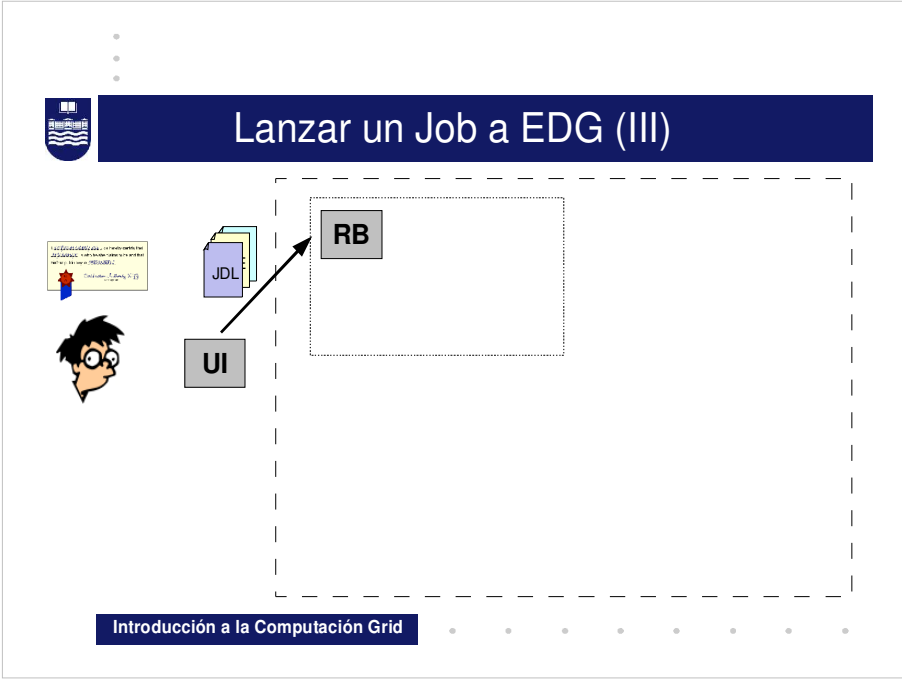 Lanzar un Job a EDG (III)
RB
JDL
UI
Introducción a la Computación Grid